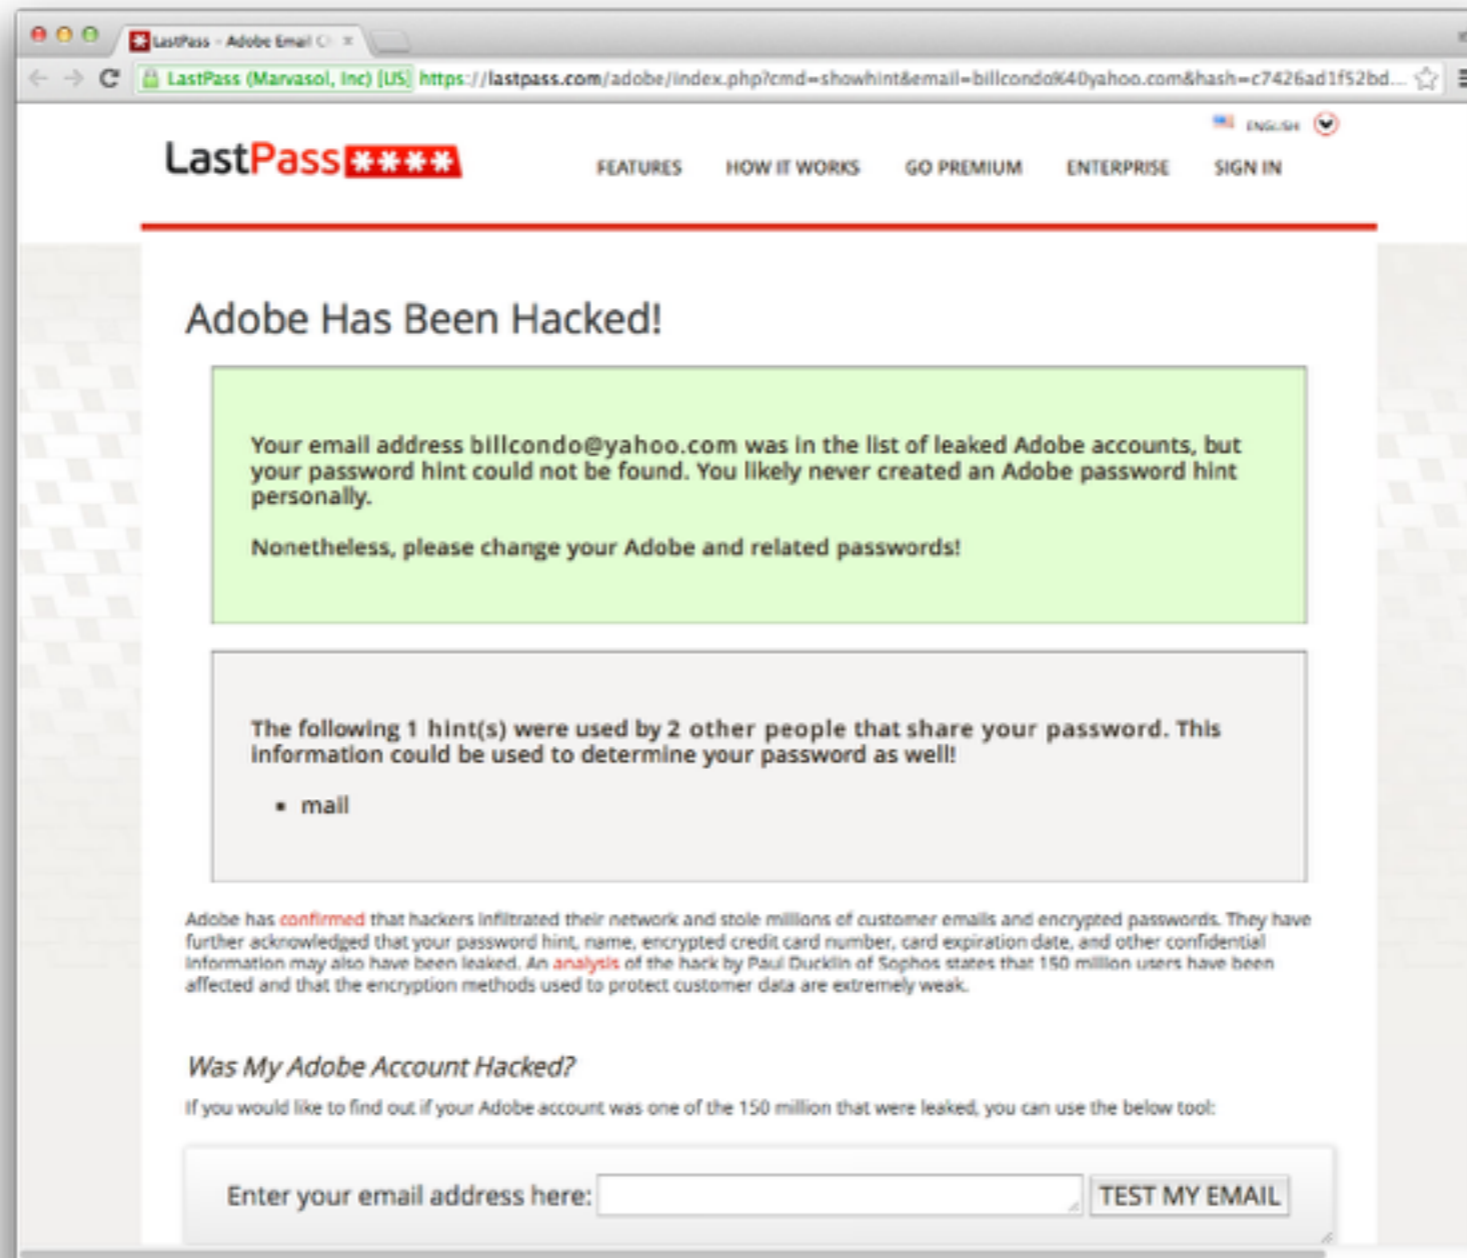 LastPass - Adobe Email C
LastPass (Marvasol, Inc) [US] https://lastpass.com/adobe/index.php?cmd=showhint&email=billcondo%40yahoo.com&hash=c7426ad1f52bd...
ENGLISH
LastPass ****
FEATURES HOW IT WORKS GO PREMIUM ENTERPRISE SIGN IN
Adobe Has Been Hacked!
Your email address billcondo@yahoo.com was in the list of leaked Adobe accounts, but
your password hint could not be found. You likely never created an Adobe password hint
personally.
Nonetheless, please change your Adobe and related passwords!
The following 1 hint(s) were used by 2 other people that share your password. This
information could be used to determine your password as well!
▪ mail
Adobe has confirmed that hackers infiltrated their network and stole millions of customer emails and encrypted passwords. They have
further acknowledged that your password hint, name, encrypted credit card number, card expiration date, and other confidential
information may also have been leaked. An analysis of the hack by Paul Ducklin of Sophos states that 150 million users have been
affected and that the encryption methods used to protect customer data are extremely weak.
Was My Adobe Account Hacked?
If you would like to find out if your Adobe account was one of the 150 million that were leaked, you can use the below tool:
Enter your email address here: TEST MY EMAIL